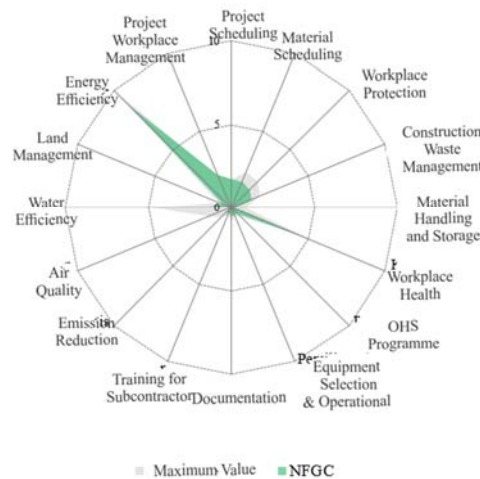 Project
Scheduling
10
Material
Scheduling
Workplace
Protection
Construction
Waste
Management
Material
Handling
and Storage
Workplace
Health
OHS
Programme
Equipment
Selection
& Operational
Documentation
Training for
Subcontractor
Emission
Reduction
Air
Quality
Water
Efficiency
Land
Management
Energy
Efficiency
Project
Workplace
Management
5
0
Maximum Value
NFGC